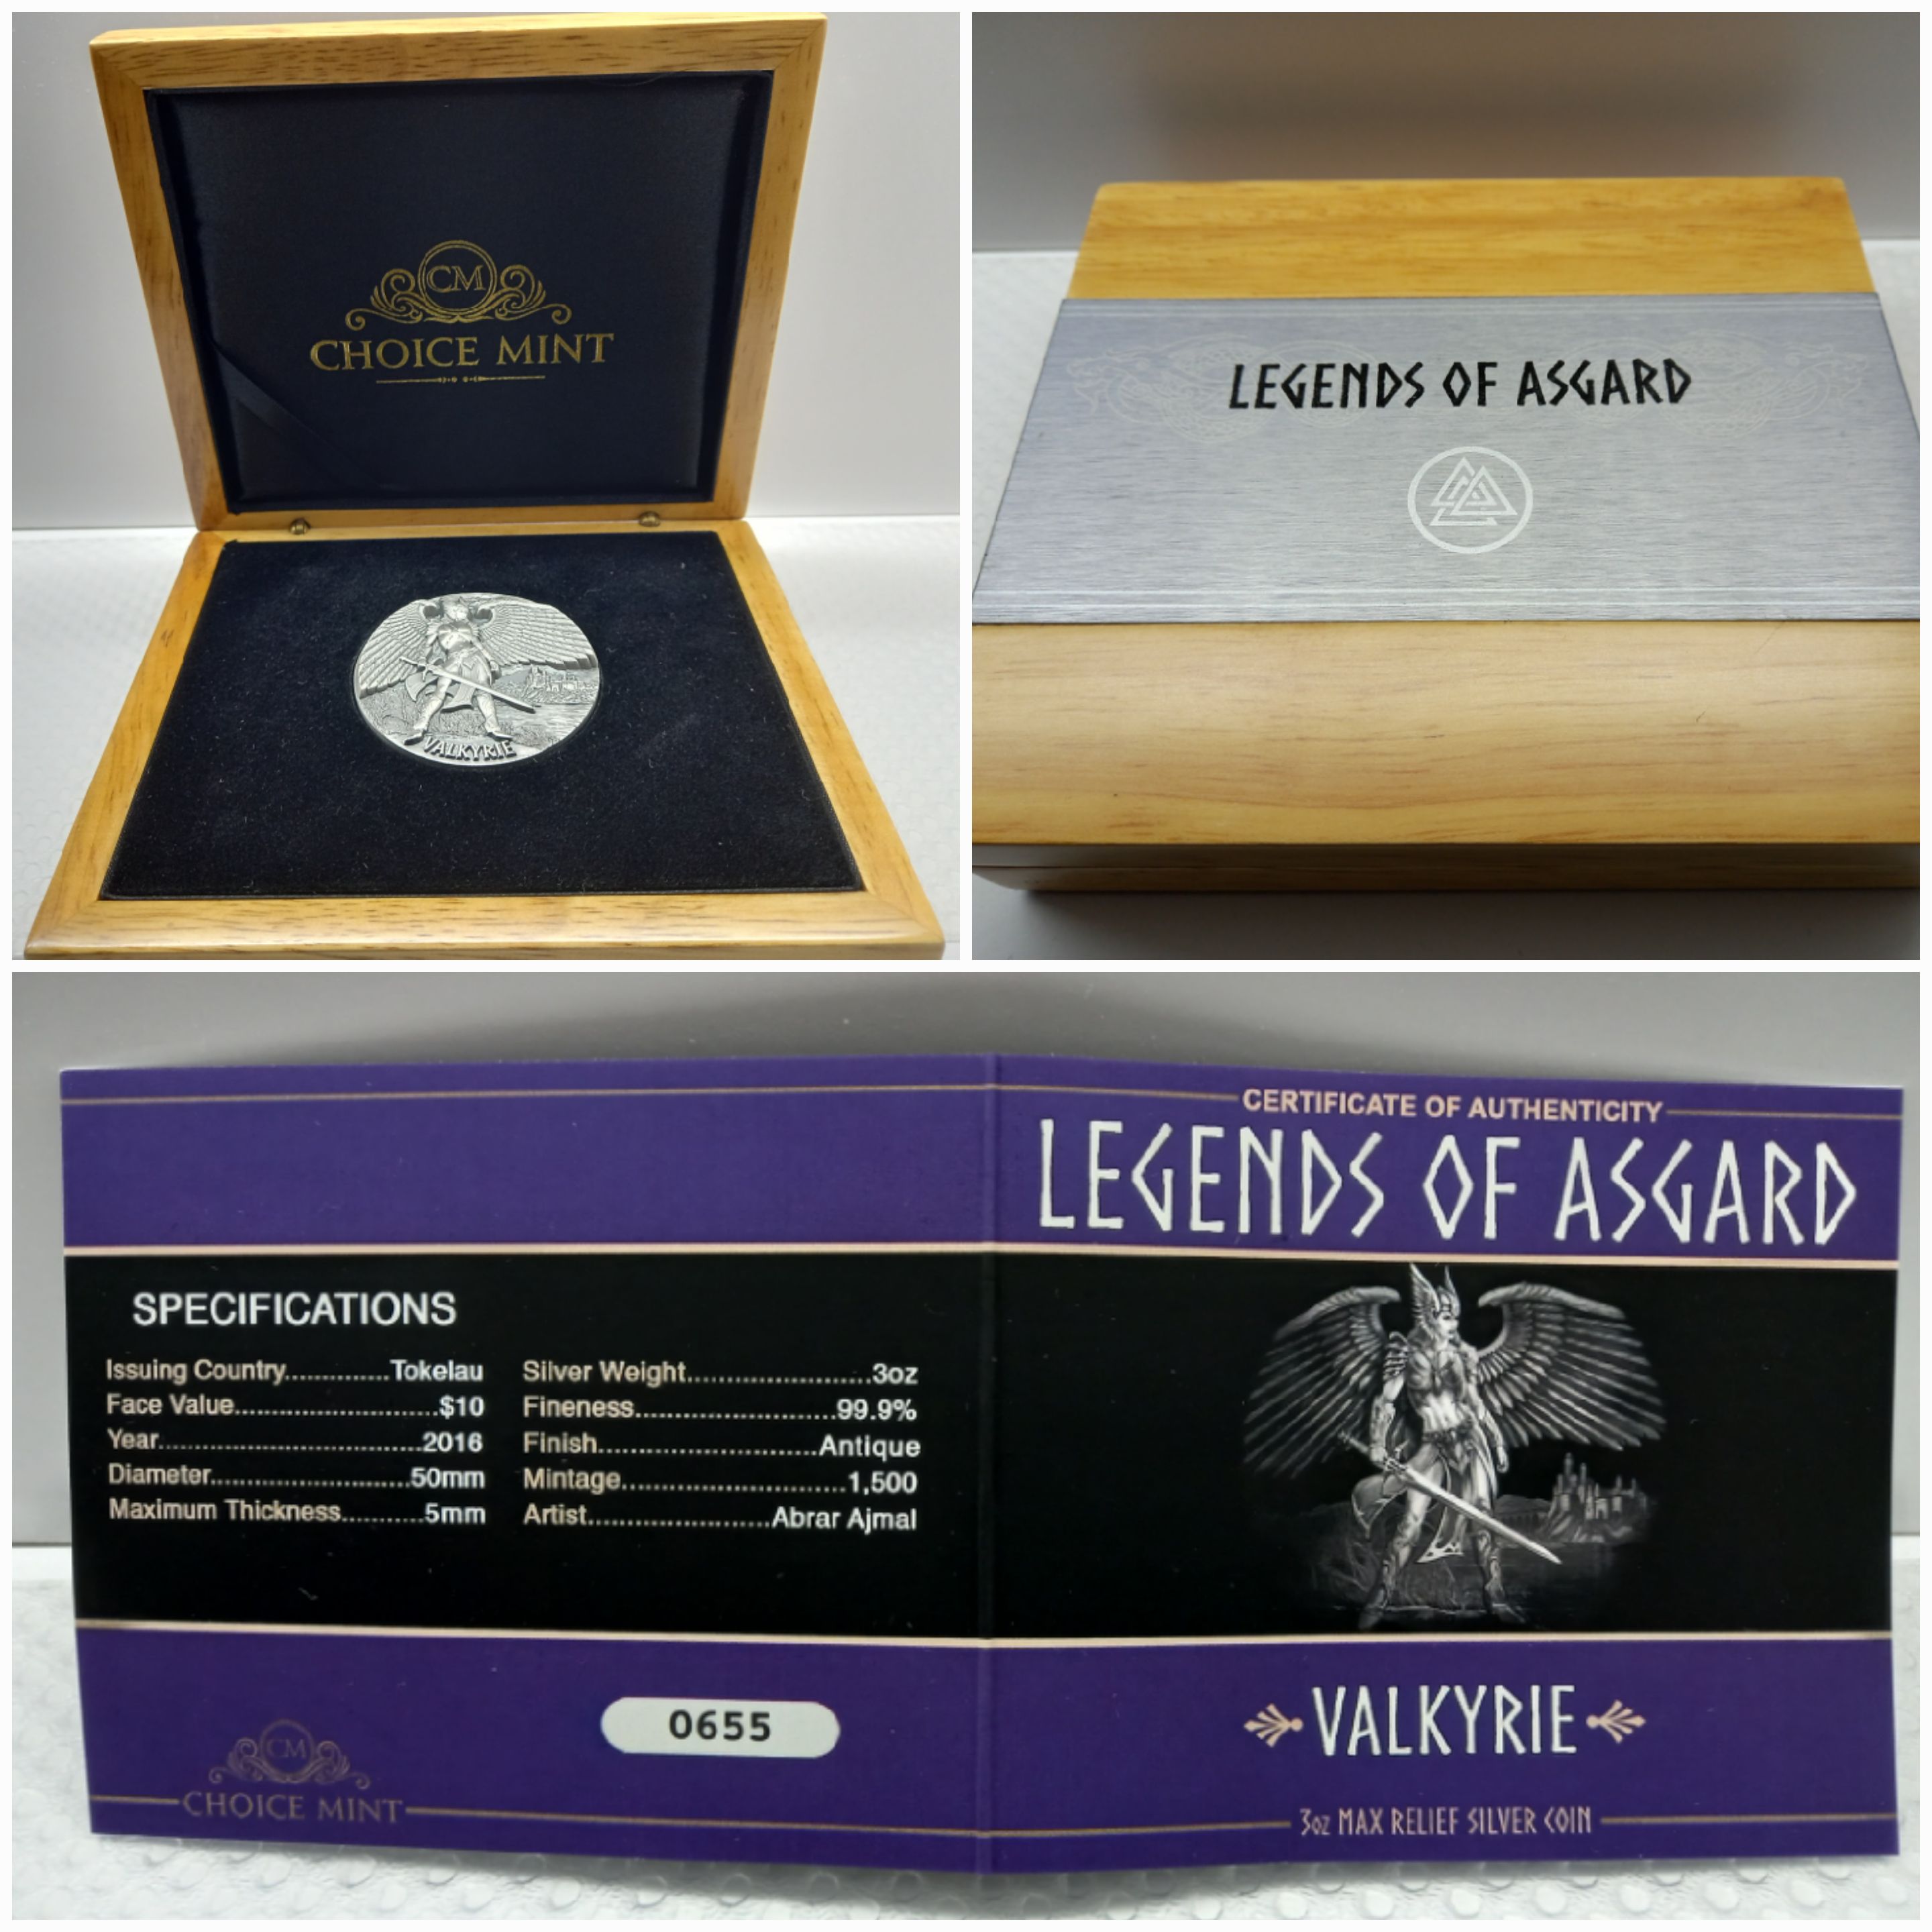 CM
CHOICE MINT
VALKYRIE
LEGENDS OF ASGARD
CERTIFICATE OF AUTHENTICITY
LEGENDS OF ASGARD
SPECIFICATIONS
Issuing Country..............Tokelau
Face Value...........................$10
Year...................................2016
Diameter..........................50mm
Maximum Thickness...........5mm
Silver Weight........................3oz
Fineness..........................99.9%
Finish.............................Antique
Mintage.............................1,500
Artist........................Abrar Ajmal
0655
CM
CHOICE MINT
VALKYRIE
3oz MAX RELIEF SILVER COIN